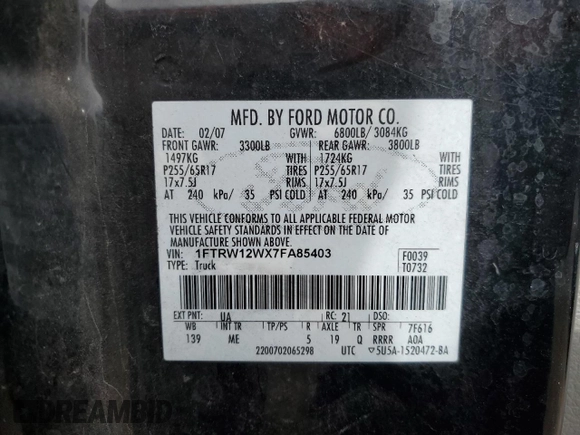 MFD. BY FORD MOTOR CO.
DATE: 02/07 GVWR: 6800LB/ 3084KG
FRONT GAWR: 3300LB REAR GAWR: 3800LB
1497KG WITH 1724KG WITH
P255/65R17 TIRES P255/65R17 TIRES
17x7.5J RIMS 17x7.5J RIMS
AT 240 kPa/ 35 PSI COLD AT 240 kPa/ 35 PSI COLD
THIS VEHICLE CONFORMS TO ALL APPLICABLE FEDERAL MOTOR
VEHICLE SAFETY STANDARDS IN EFFECT ON THE DATE OF
MANUFACTURE SHOWN ABOVE.
VIN: 1FTRW12WX7FA85403 F0039
TYPE: Truck T0732
EXT PNT: UA RC: 21 DSO:
WB INT TR TP/PS R AXLE TR SPR 7F616
139 ME 5 19 Q RRRR AOA
2200702065298 UTC 5U5A-1520472-BA
IDREAMBID